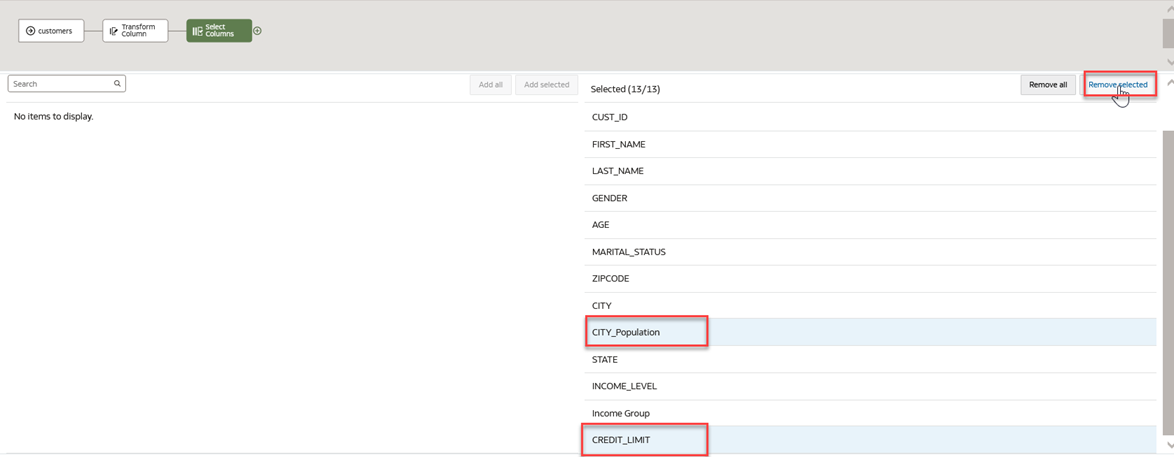 customers
Transform
Column
Select
Columns
Search
Add all
Add selected
Selected (13/13)
Remove all
Remove selected
No items to display.
CUST_ID
FIRST_NAME
LAST_NAME
GENDER
AGE
MARITAL_STATUS
ZIPCODE
CITY
CITY_Population
STATE
INCOME_LEVEL
Income Group
CREDIT_LIMIT